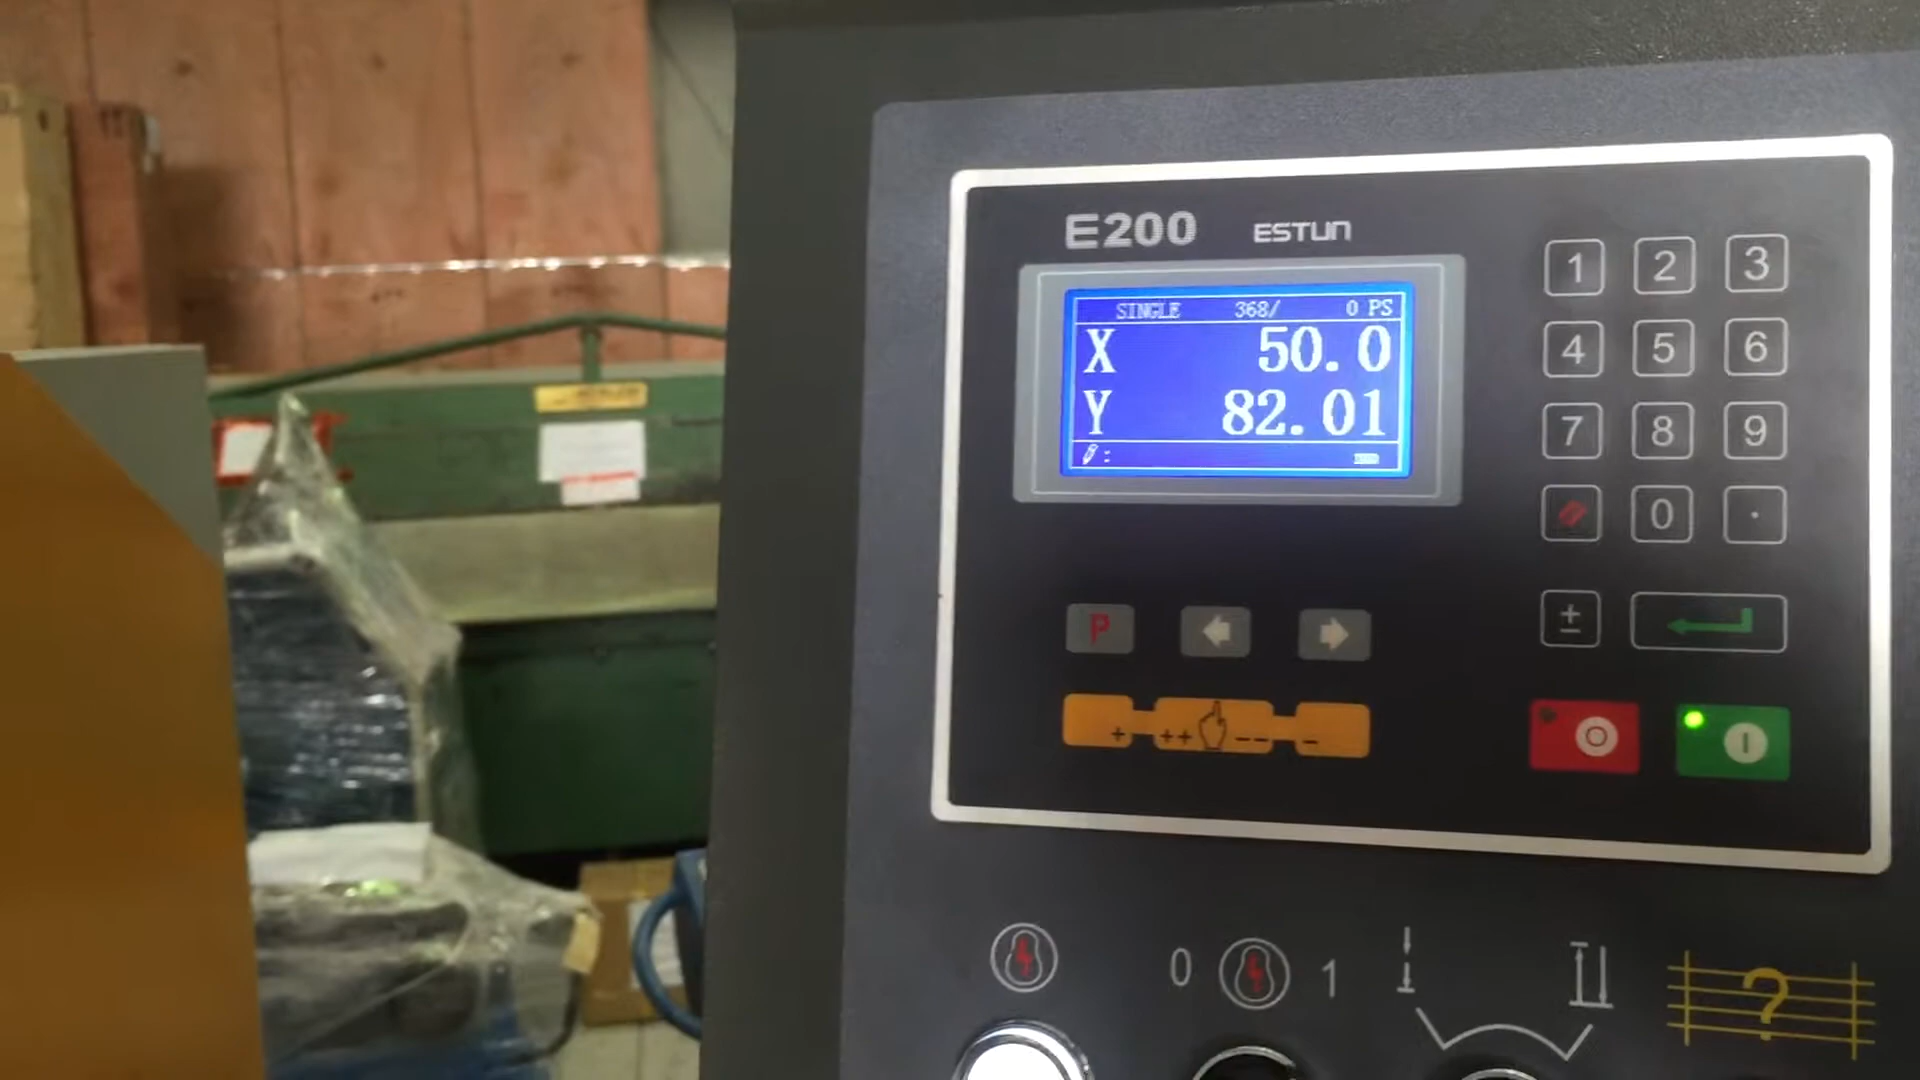 E200 ESTUN
SINGLE 368/ 0 PS
X 50.0
Y 82.01
:
1 2 3
4 5 6
7 8 9
0 .
±
P
+ ++ -- -
0 1
?